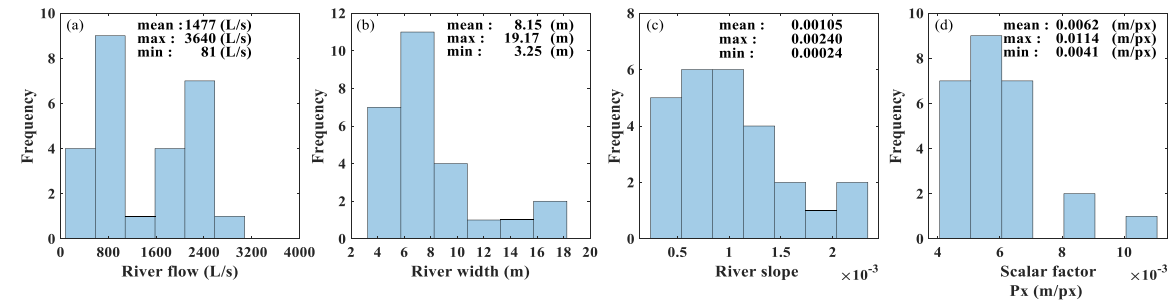 (a)
mean : 1477 (L/s)
max : 3640 (L/s)
min : 81 (L/s)
10
8
6
4
2
0
Frequency
0 800 1600 2400 3200 4000
River flow (L/s)
(b)
mean : 8.15 (m)
max : 19.17 (m)
min : 3.25 (m)
12
10
8
6
4
2
0
Frequency
2 4 6 8 10 12 14 16 18 20
River width (m)
(c)
mean : 0.00105
max : 0.00240
min : 0.00024
8
6
4
2
0
Frequency
0.5 1 1.5 2
×10⁻³
River slope
(d)
mean : 0.0062 (m/px)
max : 0.0114 (m/px)
min : 0.0041 (m/px)
10
8
6
4
2
0
Frequency
4 6 8 10
×10⁻³
Scalar factor
Px (m/px)